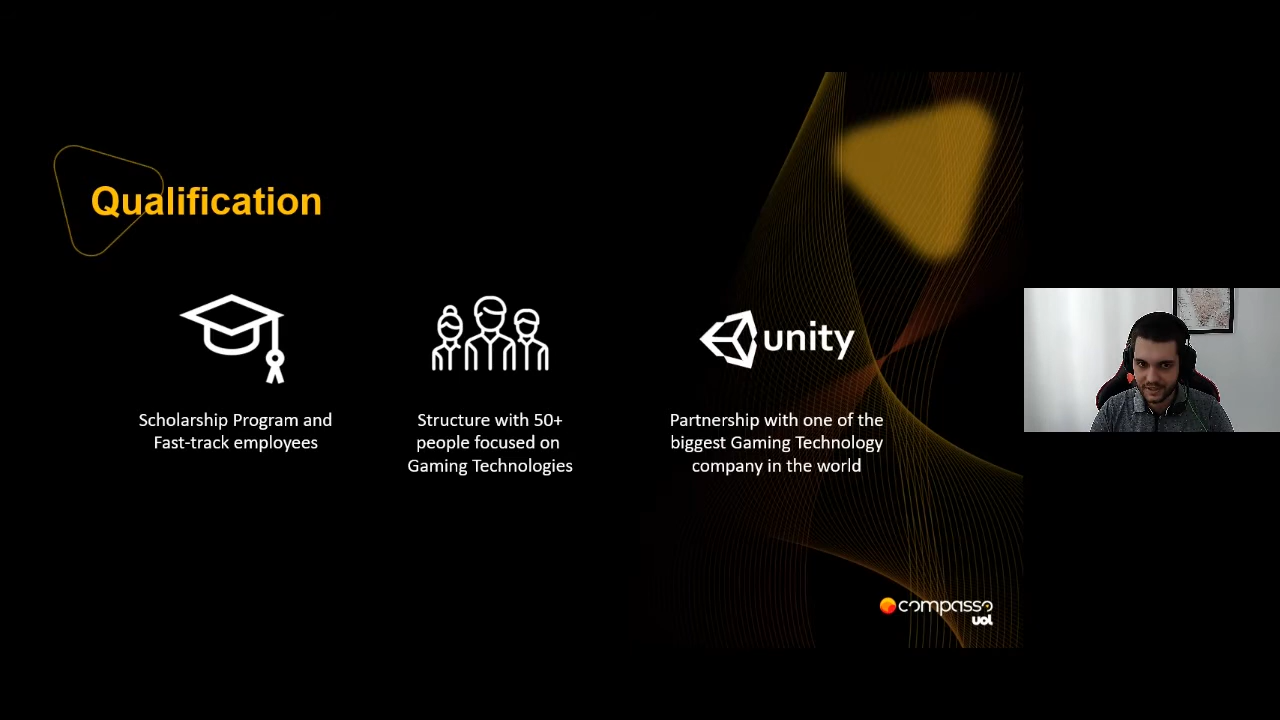 Qualification
Scholarship Program and
Fast-track employees
Structure with 50+
people focused on
Gaming Technologies
unity
Partnership with one of the
biggest Gaming Technology
company in the world
compasso
uol